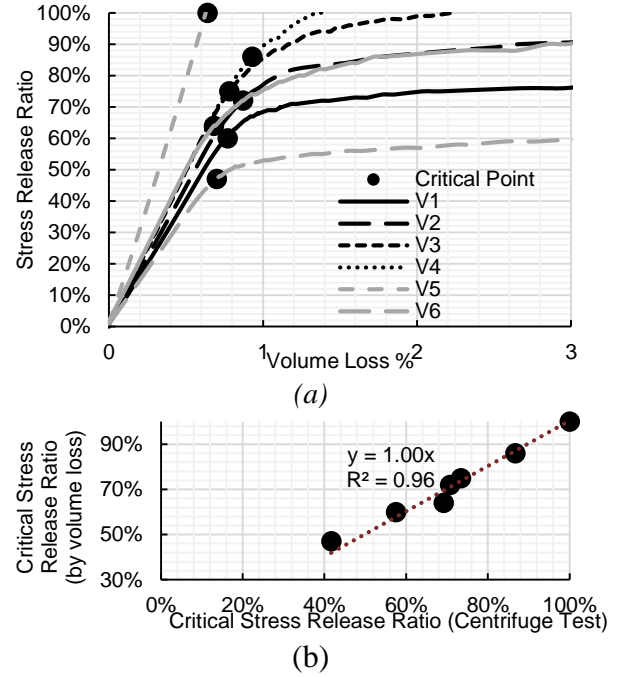 100%
90%
80%
70%
60%
50%
40%
30%
20%
10%
0%
Stress Release Ratio
Critical Point
V1
V2
V3
V4
V5
V6
0 1 2 3
Volume Loss %
(a)
Critical Stress
Release Ratio
(by volume loss)
90%
70%
50%
30%
y = 1.00x
R² = 0.96
0% 20% 40% 60% 80% 100%
Critical Stress Release Ratio (Centrifuge Test)
(b)